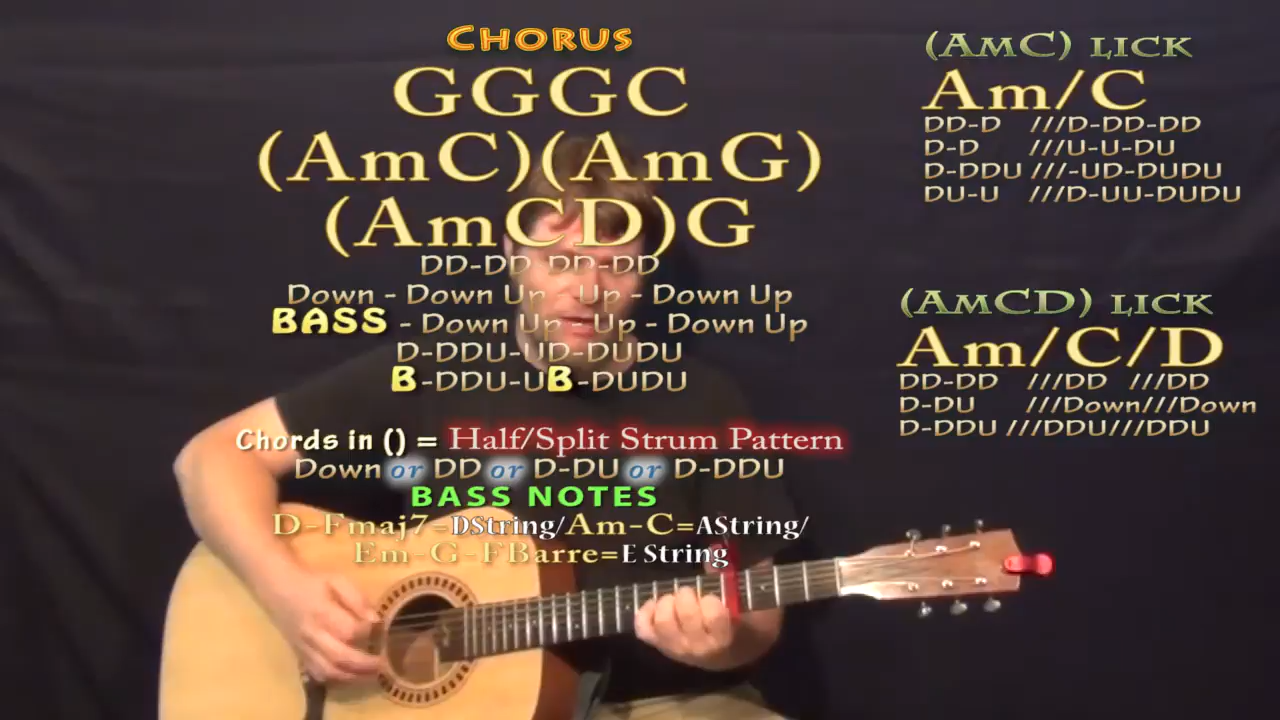 CHORUS
GGGC
(AmC)(AmG)
(AmCD)G
DD-DD-DD-DD
Down - Down Up - Up - Down Up
BASS - Down Up - Up - Down Up
D-DDU-UD-DUDU
B-DDU-UB-DUDU
Chords in () = Half/Split Strum Pattern
Down or DD or D-DU or D-DDU
BASS NOTES
D-Fmaj7=DString/Am-C=AString/
Em-G-FBarre=E String
(AmC) LICK
Am/C
DD-D ///D-DD-DD
D-D ///U-U-DU
D-DDU ///-UD-DUDU
DU-U ///D-UU-DUDU
(AmCD) LICK
Am/C/D
DD-DD ///DD ///DD
D-DU ///Down///Down
D-DDU ///DDU///DDU